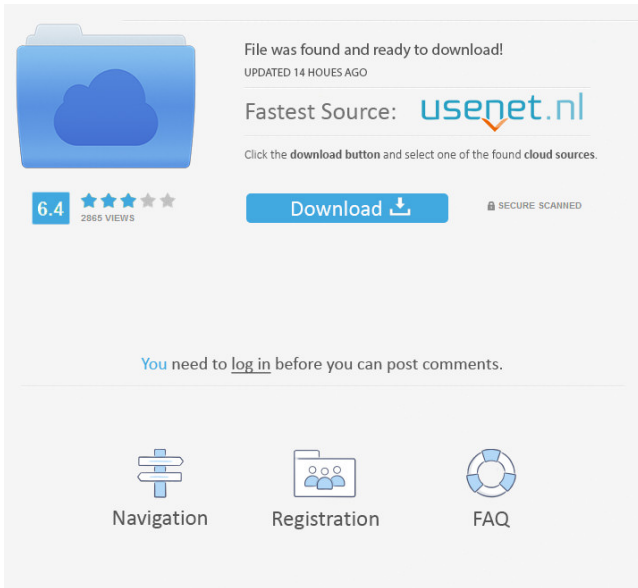 File was found and ready to download!
UPDATED 14 HOUES AGO
Fastest Source: usenet.nl
Click the download button and select one of the found cloud sources.
6.4
2865 VIEWS
Download
SECURE SCANNED
You need to log in before you can post comments.
Navigation
Registration
FAQ